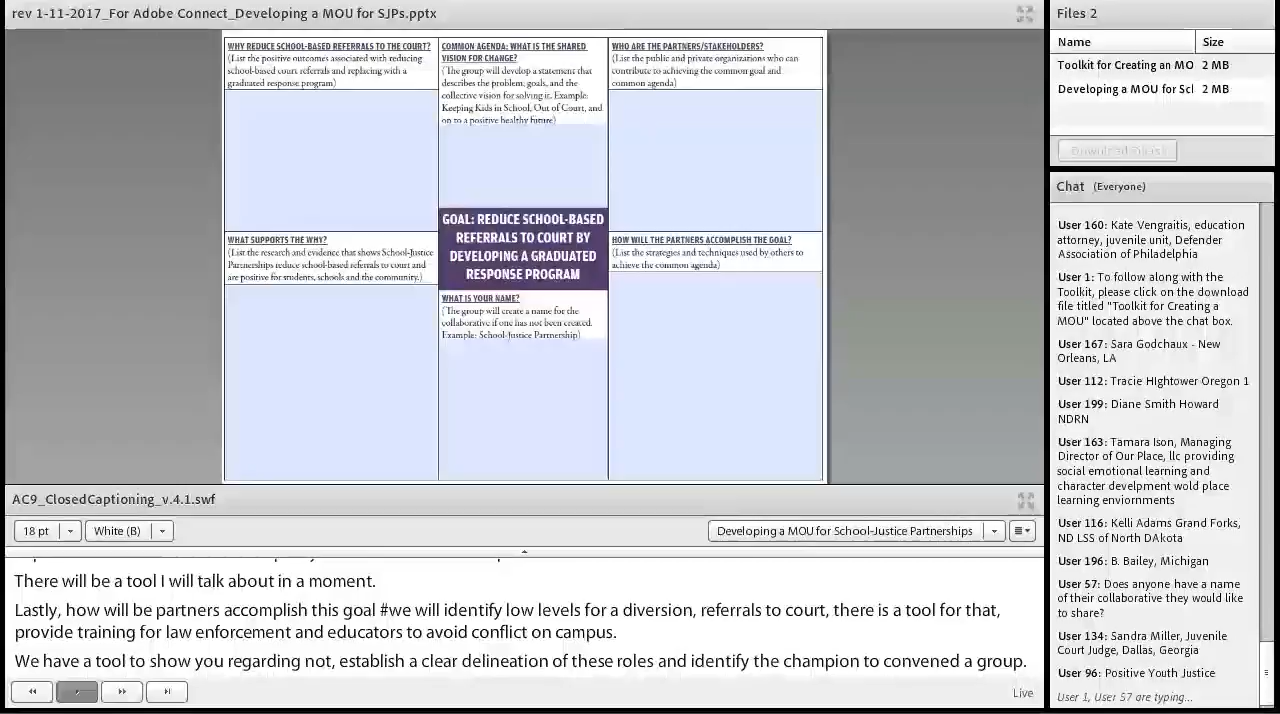 rev 1-11-2017_For Adobe Connect_Developing a MOU for SJPs.pptx
WHY REDUCE SCHOOL-BASED REFERRALS TO THE COURT?
(List the positive outcomes associated with reducing
school-based court referrals and replacing with a
graduated response program)
COMMON AGENDA: WHAT IS THE SHARED
VISION FOR CHANGE?
(The group will develop a statement that
describes the problem, goals, and the
collective vision for solving it. Example:
Keeping Kids in School, Out of Court, and
on to a positive healthy future)
WHO ARE THE PARTNERS/STAKEHOLDERS?
(List the public and private organizations who can
contribute to achieving the common goal and
common agenda)
GOAL: REDUCE SCHOOL-BASED
REFERRALS TO COURT BY
DEVELOPING A GRADUATED
RESPONSE PROGRAM
WHAT SUPPORTS THE WHY?
(List the research and evidence that shows School-Justice
Partnerships reduce school-based referrals to court and
are positive for students, schools and the community.)
WHAT IS YOUR NAME?
(The group will create a name for the
collaborative if one has not been created.
Example: School-Justice Partnership)
HOW WILL THE PARTNERS ACCOMPLISH THE GOAL?
(List the strategies and techniques used by others to
achieve the common agenda)
AC9_ClosedCaptioning_v.4.1.swf
18 pt
White (B)
Developing a MOU for School-Justice Partnerships
There will be a tool I will talk about in a moment.
Lastly, how will be partners accomplish this goal #we will identify low levels for a diversion, referrals to court, there is a tool for that,
provide training for law enforcement and educators to avoid conflict on campus.
We have a tool to show you regarding not, establish a clear delineation of these roles and identify the champion to convened a group.
Live
Files 2
Name
Size
Toolkit for Creating an MO 2 MB
Developing a MOU for Scl 2 MB
Download File(s)
Chat (Everyone)
User 160: Kate Vengraitis, education
attorney, juvenile unit, Defender
Association of Philadelphia
User 1: To follow along with the
Toolkit, please click on the download
file titled "Toolkit for Creating a
MOU" located above the chat box.
User 167: Sara Godchaux - New
Orleans, LA
User 112: Tracie HIghtower Oregon 1
User 199: Diane Smith Howard
NDRN
User 163: Tamara Ison, Managing
Director of Our Place, llc providing
social emotional learning and
character develpment wold place
learning enviornments
User 116: Kelli Adams Grand Forks,
ND LSS of North DAkota
User 196: B. Bailey, Michigan
User 57: Does anyone have a name
of their collaborative they would like
to share?
User 134: Sandra Miller, Juvenile
Court Judge, Dallas, Georgia
User 96: Positive Youth Justice
User 1, User 57 are typing...